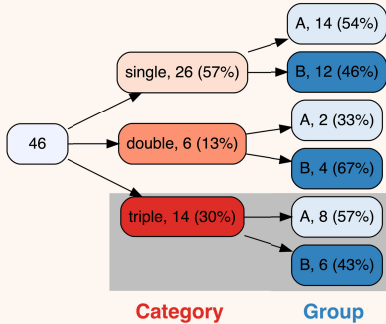 A, 14 (54%)
single, 26 (57%)
B, 12 (46%)
A, 2 (33%)
46
double, 6 (13%)
B, 4 (67%)
triple, 14 (30%)
A, 8 (57%)
B, 6 (43%)
Category
Group